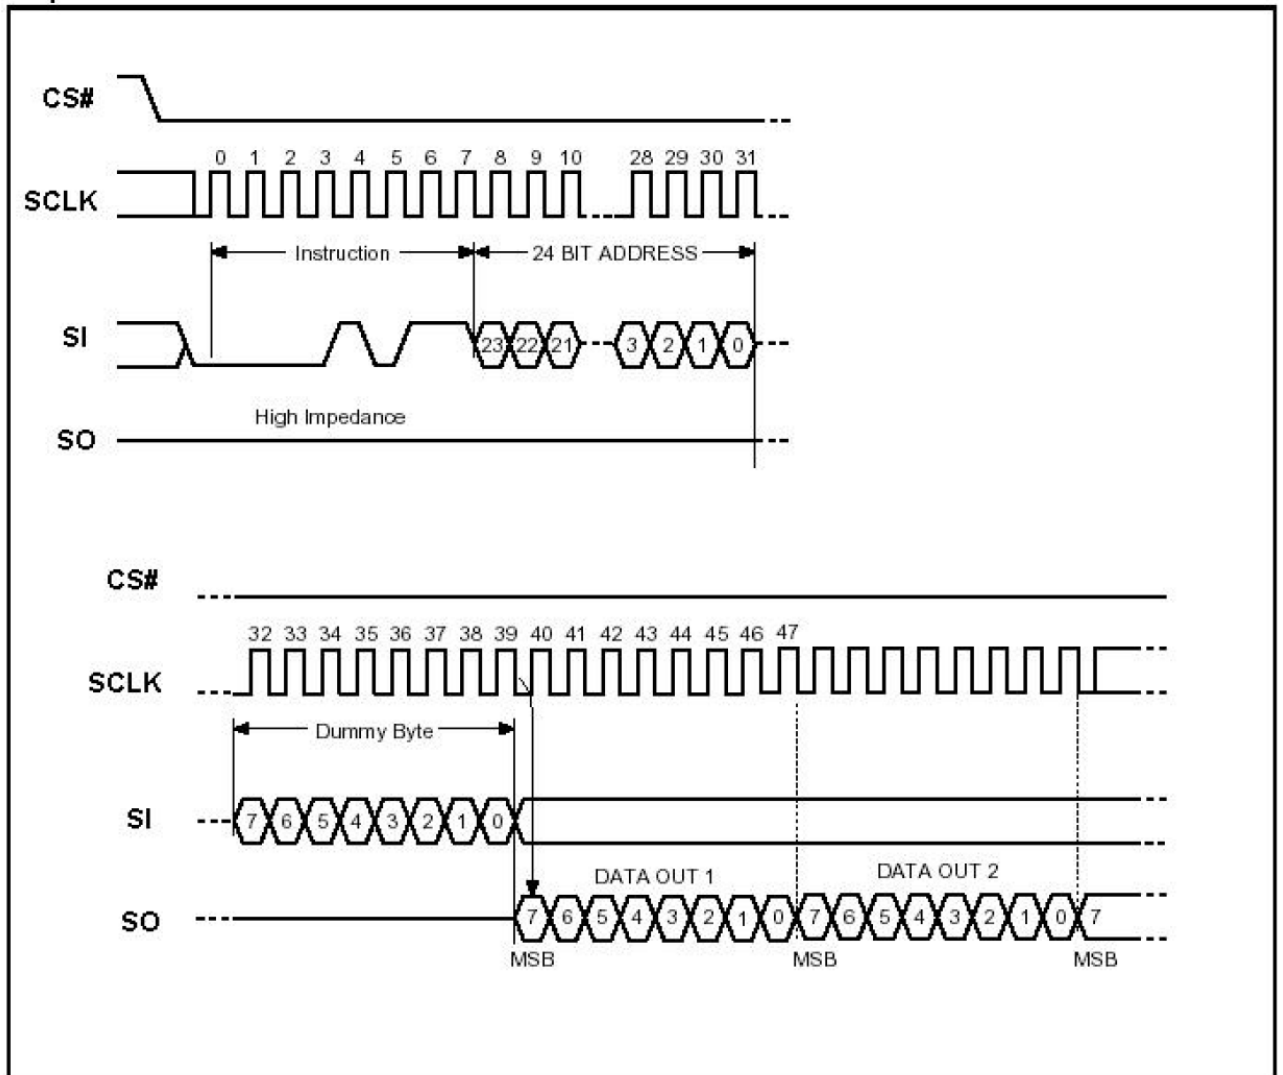 CS#
0 1 2 3 4 5 6 7 8 9 10 28 29 30 31
SCLK
Instruction 24 BIT ADDRESS
SI
23 22 21 3 2 1 0
High Impedance
SO
CS#
32 33 34 35 36 37 38 39 40 41 42 43 44 45 46 47
SCLK
Dummy Byte
SI
7 6 5 4 3 2 1 0
DATA OUT 1 DATA OUT 2
SO
7 6 5 4 3 2 1 0 7 6 5 4 3 2 1 0 7
MSB MSB MSB